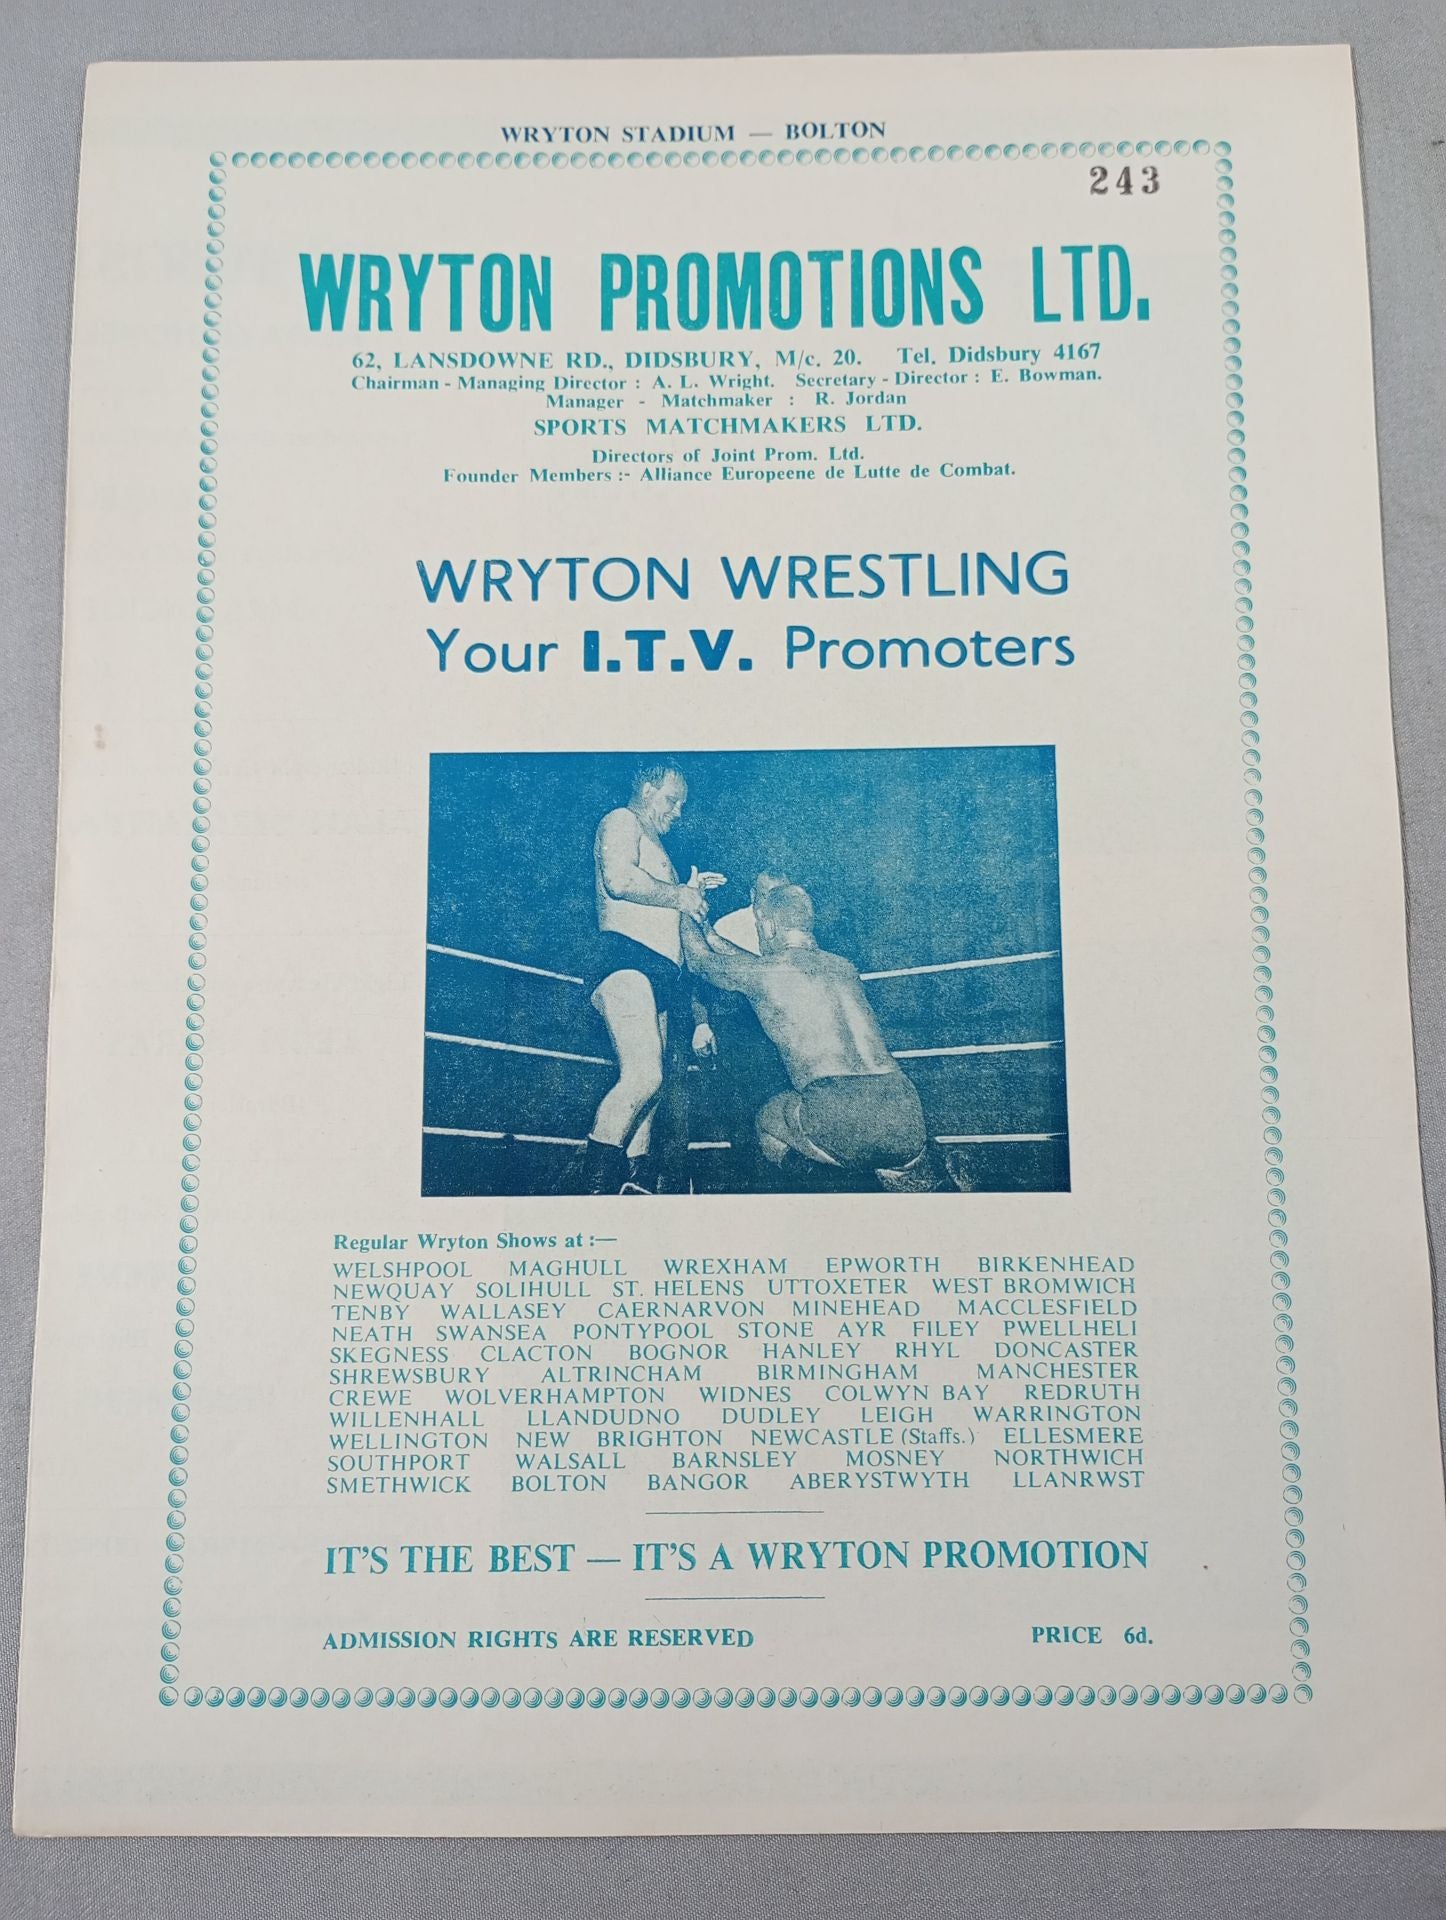 WRYTON STADIUM — BOLTON
243
WRYTON PROMOTIONS LTD.
62, LANSDOWNE RD., DIDSBURY, M/c. 20. Tel. Didsbury 4167
Chairman - Managing Director : A. L. Wright. Secretary - Director : E. Bowman.
Manager - Matchmaker : R. Jordan
SPORTS MATCHMAKERS LTD.
Directors of Joint Prom. Ltd.
Founder Members :- Alliance Europeene de Lutte de Combat.
WRYTON WRESTLING
Your I.T.V. Promoters
Regular Wryton Shows at :—
WELSHPOOL MAGHULL WREXHAM EPWORTH BIRKENHEAD
NEWQUAY SOLIHULL ST. HELENS UTTOXETER WEST BROMWICH
TENBY WALLASEY CAERNARVON MINEHEAD MACCLESFIELD
NEATH SWANSEA PONTYPOOL STONE AYR FILEY PWELLHELI
SKEGNESS CLACTON BOGNOR HANLEY RHYL DONCASTER
SHREWSBURY ALTRINCHAM BIRMINGHAM MANCHESTER
CREWE WOLVERHAMPTON WIDNES COLWYN BAY REDRUTH
WILLENHALL LLANDUDNO DUDLEY LEIGH WARRINGTON
WELLINGTON NEW BRIGHTON NEWCASTLE (Staffs.) ELLESMERE
SOUTHPORT WALSALL BARNSLEY MOSNEY NORTHWICH
SMETHWICK BOLTON BANGOR ABERYSTWYTH LLANRWST
IT'S THE BEST — IT'S A WRYTON PROMOTION
ADMISSION RIGHTS ARE RESERVED PRICE 6d.